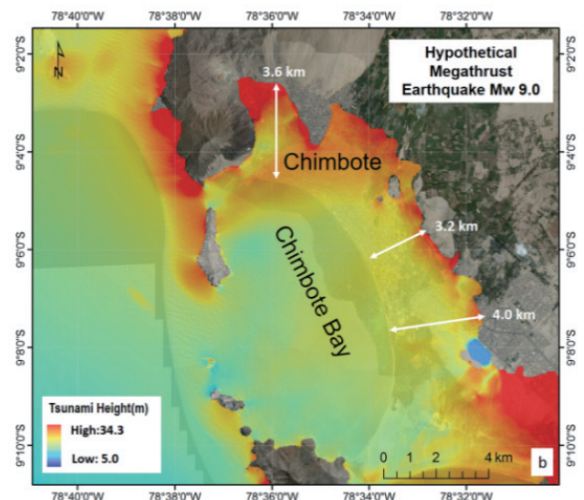 78°40'0"W 78°38'0"W 78°36'0"W 78°34'0"W 78°32'0"W
9°2'0"S
9°4'0"S
9°6'0"S
9°8'0"S
9°10'0"S
N
Hypothetical
Megathrust
Earthquake Mw 9.0
3.6 km
Chimbote
3.2 km
Chimbote Bay
4.0 km
Tsunami Height(m)
High:34.3
Low: 5.0
0 1 2 4 km
b
9°2'0"S
9°4'0"S
9°6'0"S
9°8'0"S
9°10'0"S
78°40'0"W 78°38'0"W 78°36'0"W 78°34'0"W 78°32'0"W